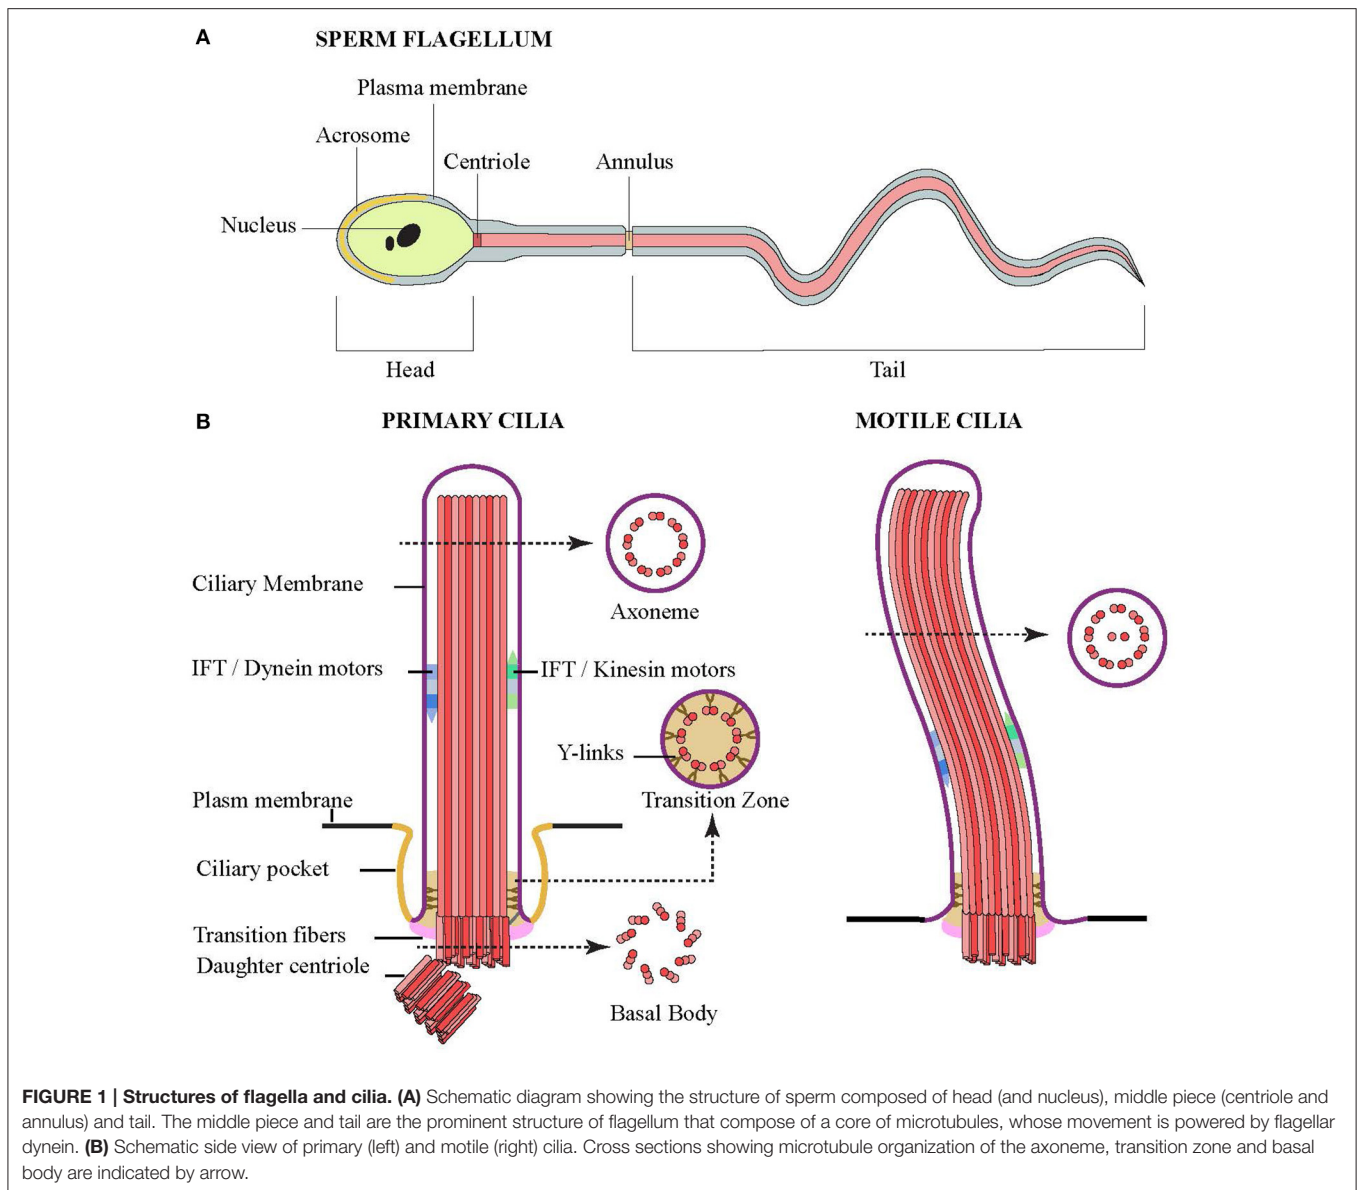 A
SPERM FLAGELLUM
Plasma membrane
Acrosome
Centriole
Annulus
Nucleus
Head
Tail
B
PRIMARY CILIA
MOTILE CILIA
Ciliary Membrane
Axoneme
IFT / Dynein motors
IFT / Kinesin motors
Y-links
Transition Zone
Plasm membrane
Ciliary pocket
Transition fibers
Daughter centriole
Basal Body
FIGURE 1 | Structures of flagella and cilia. (A) Schematic diagram showing the structure of sperm composed of head (and nucleus), middle piece (centriole and
annulus) and tail. The middle piece and tail are the prominent structure of flagellum that compose of a core of microtubules, whose movement is powered by flagellar
dynein. (B) Schematic side view of primary (left) and motile (right) cilia. Cross sections showing microtubule organization of the axoneme, transition zone and basal
body are indicated by arrow.